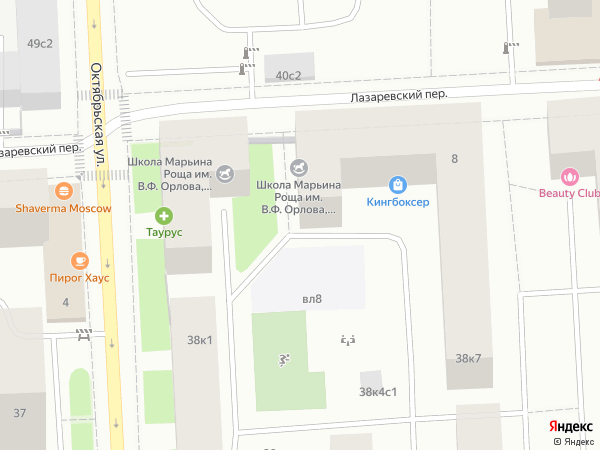 49с2
40с2
Лазаревский пер.
Октябрьская ул.
Лазаревский пер.
Школа Марьина
Роща им.
В.Ф. Орлова,...
Школа Марьина
Роща им.
В.Ф. Орлова,...
8
Кингбоксер
Beauty Club
Shaverma Moscow
Таурус
Пирог Хаус
4
вл8
38к1
38к7
38к4с1
37
Яндекс
© Яндекс